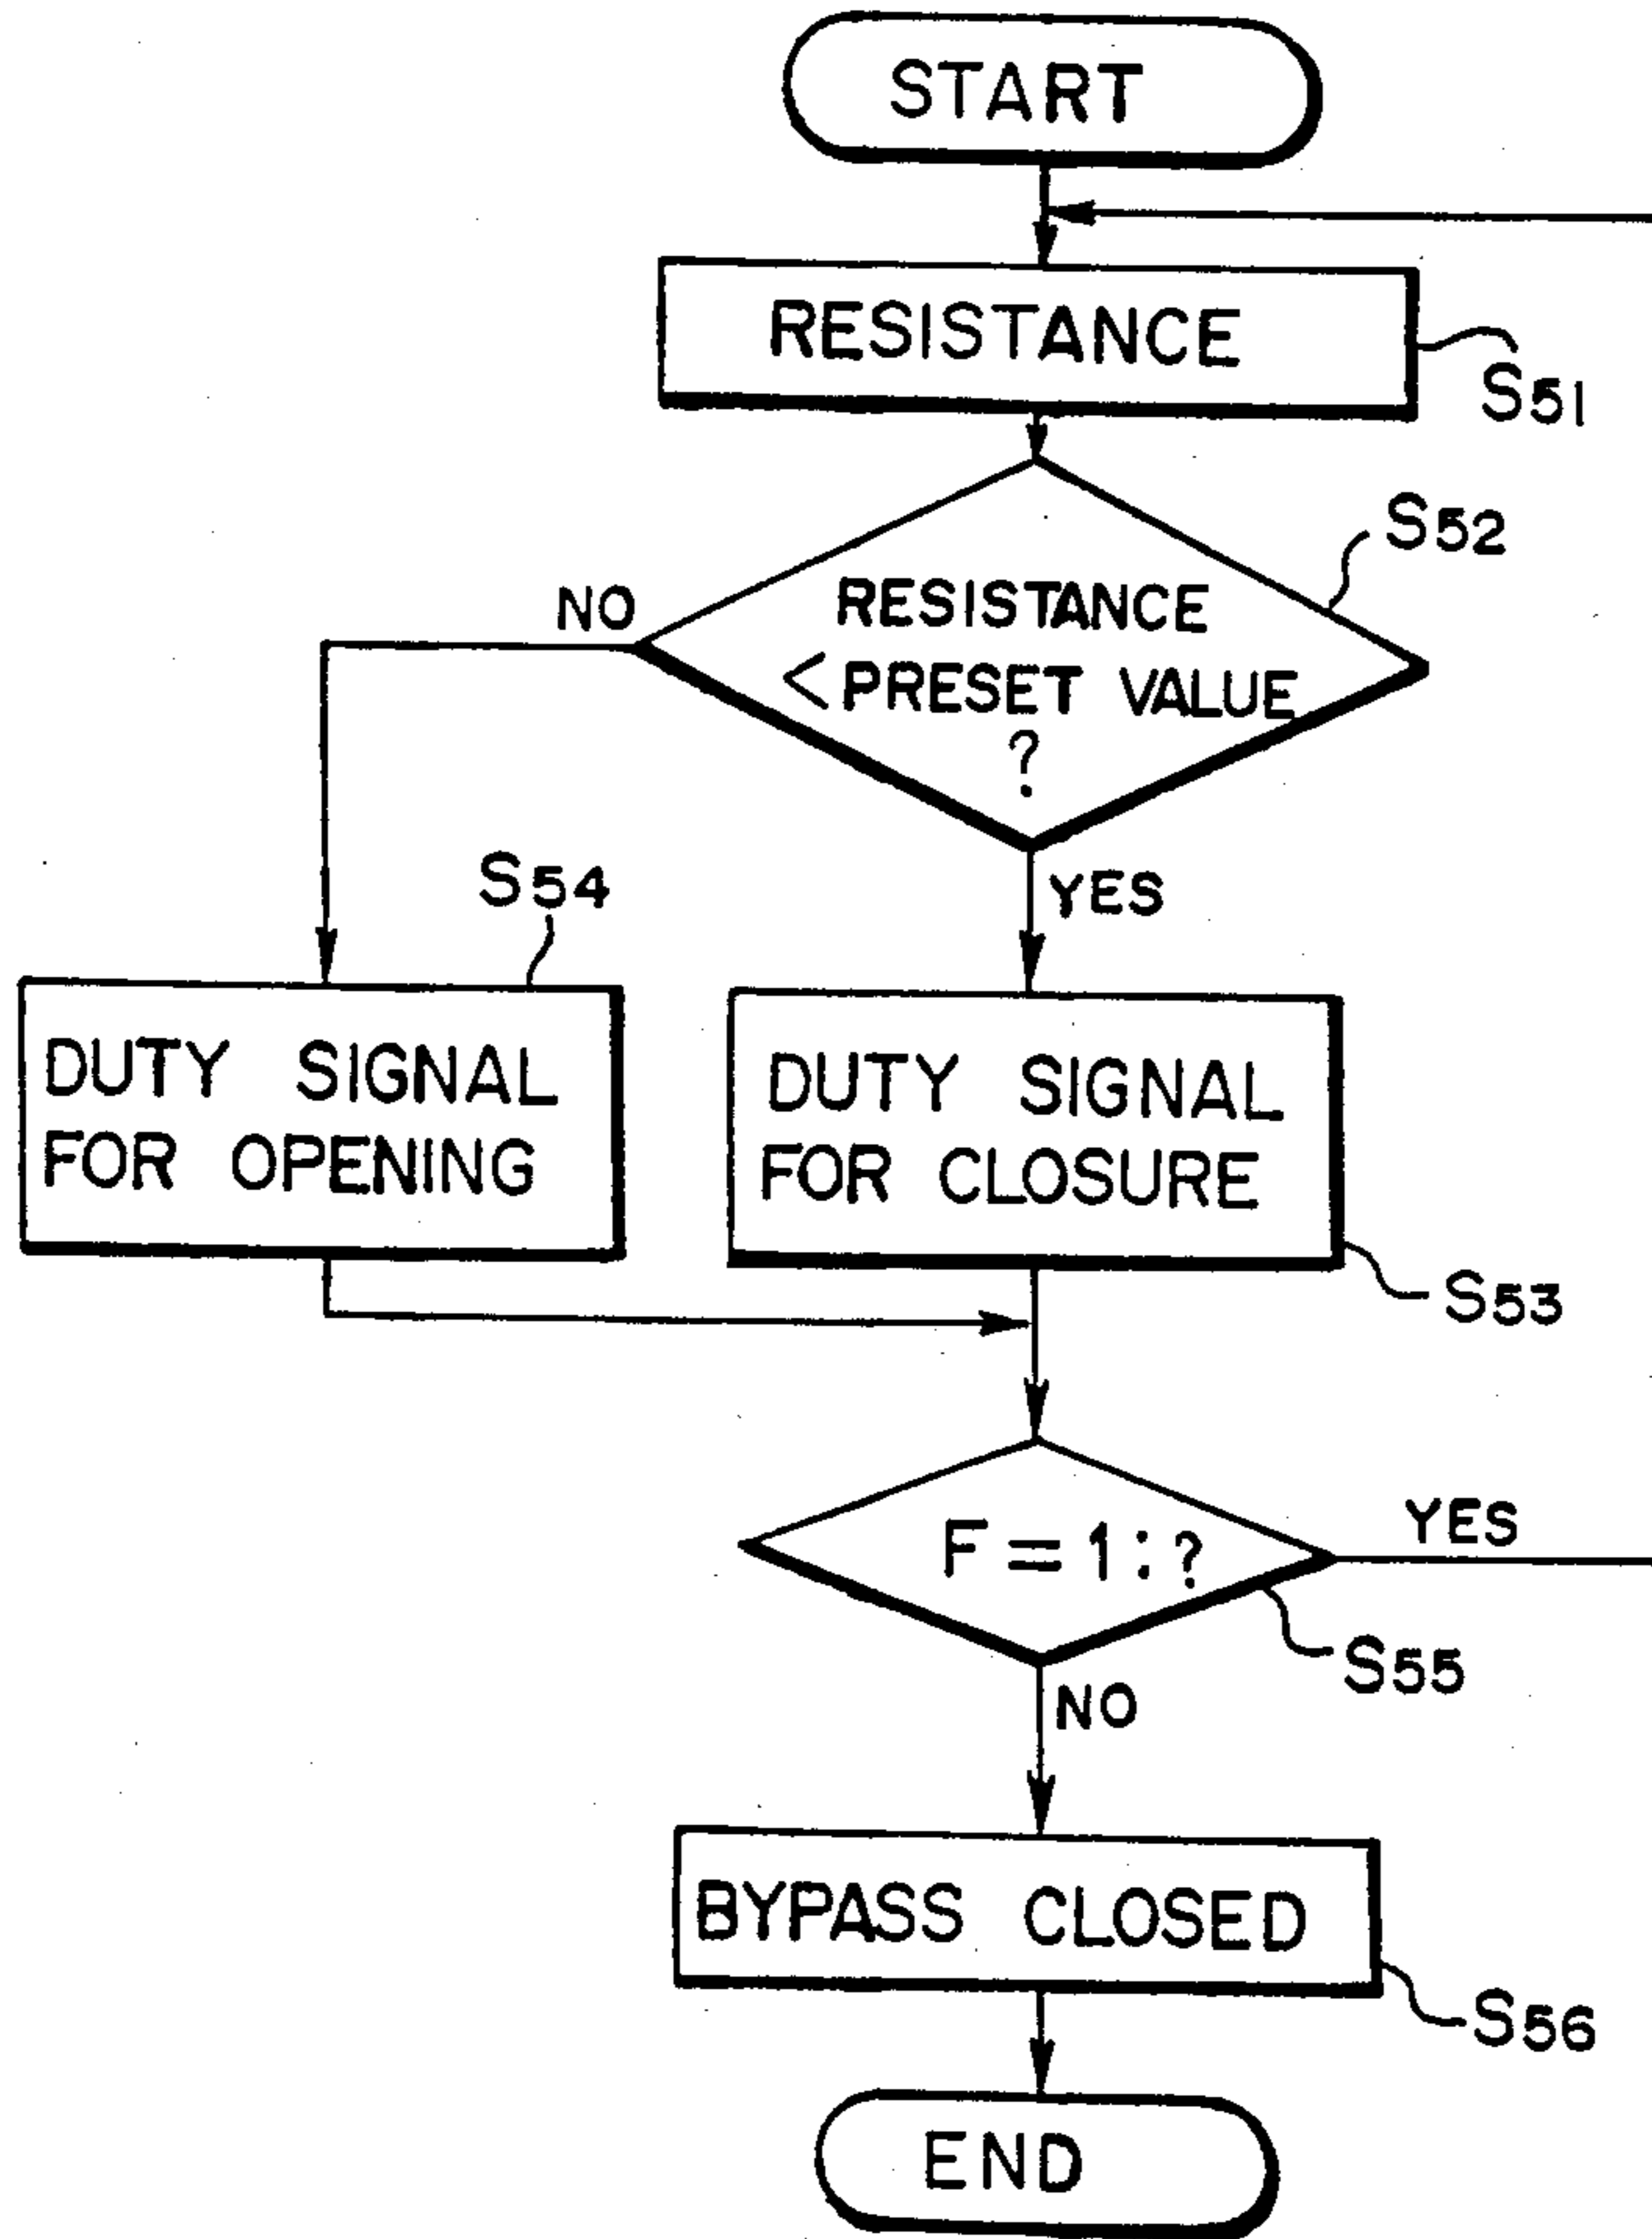 START
RESISTANCE
S51
S52
NO
RESISTANCE
< PRESET VALUE
?
YES
S54
DUTY SIGNAL
FOR OPENING
DUTY SIGNAL
FOR CLOSURE
S53
F = 1 : ?
YES
S55
NO
BYPASS CLOSED
S56
END